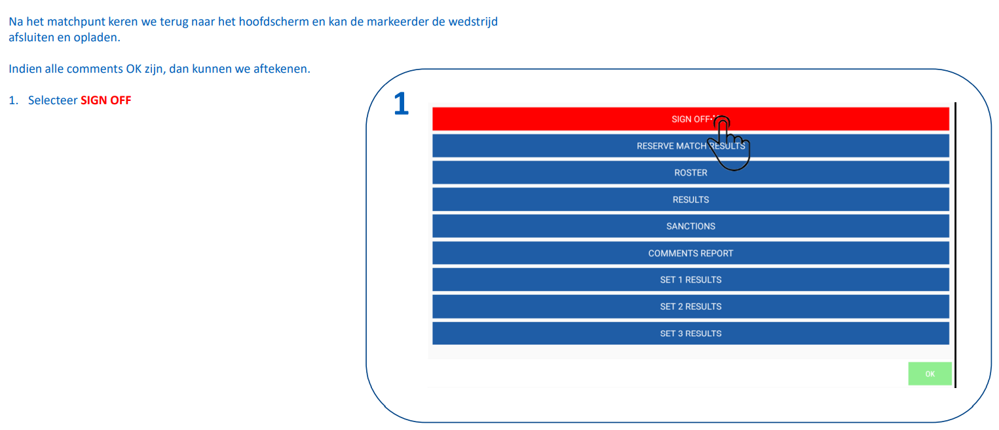 Na het matchpunt keren we terug naar het hoofdscherm en kan de markeerder de wedstrijd
afsluiten en opladen.
Indien alle comments OK zijn, dan kunnen we aftekenen.
1. Selecteer SIGN OFF
1
SIGN OFF
RESERVE MATCH RESULTS
ROSTER
RESULTS
SANCTIONS
COMMENTS REPORT
SET 1 RESULTS
SET 2 RESULTS
SET 3 RESULTS
OK